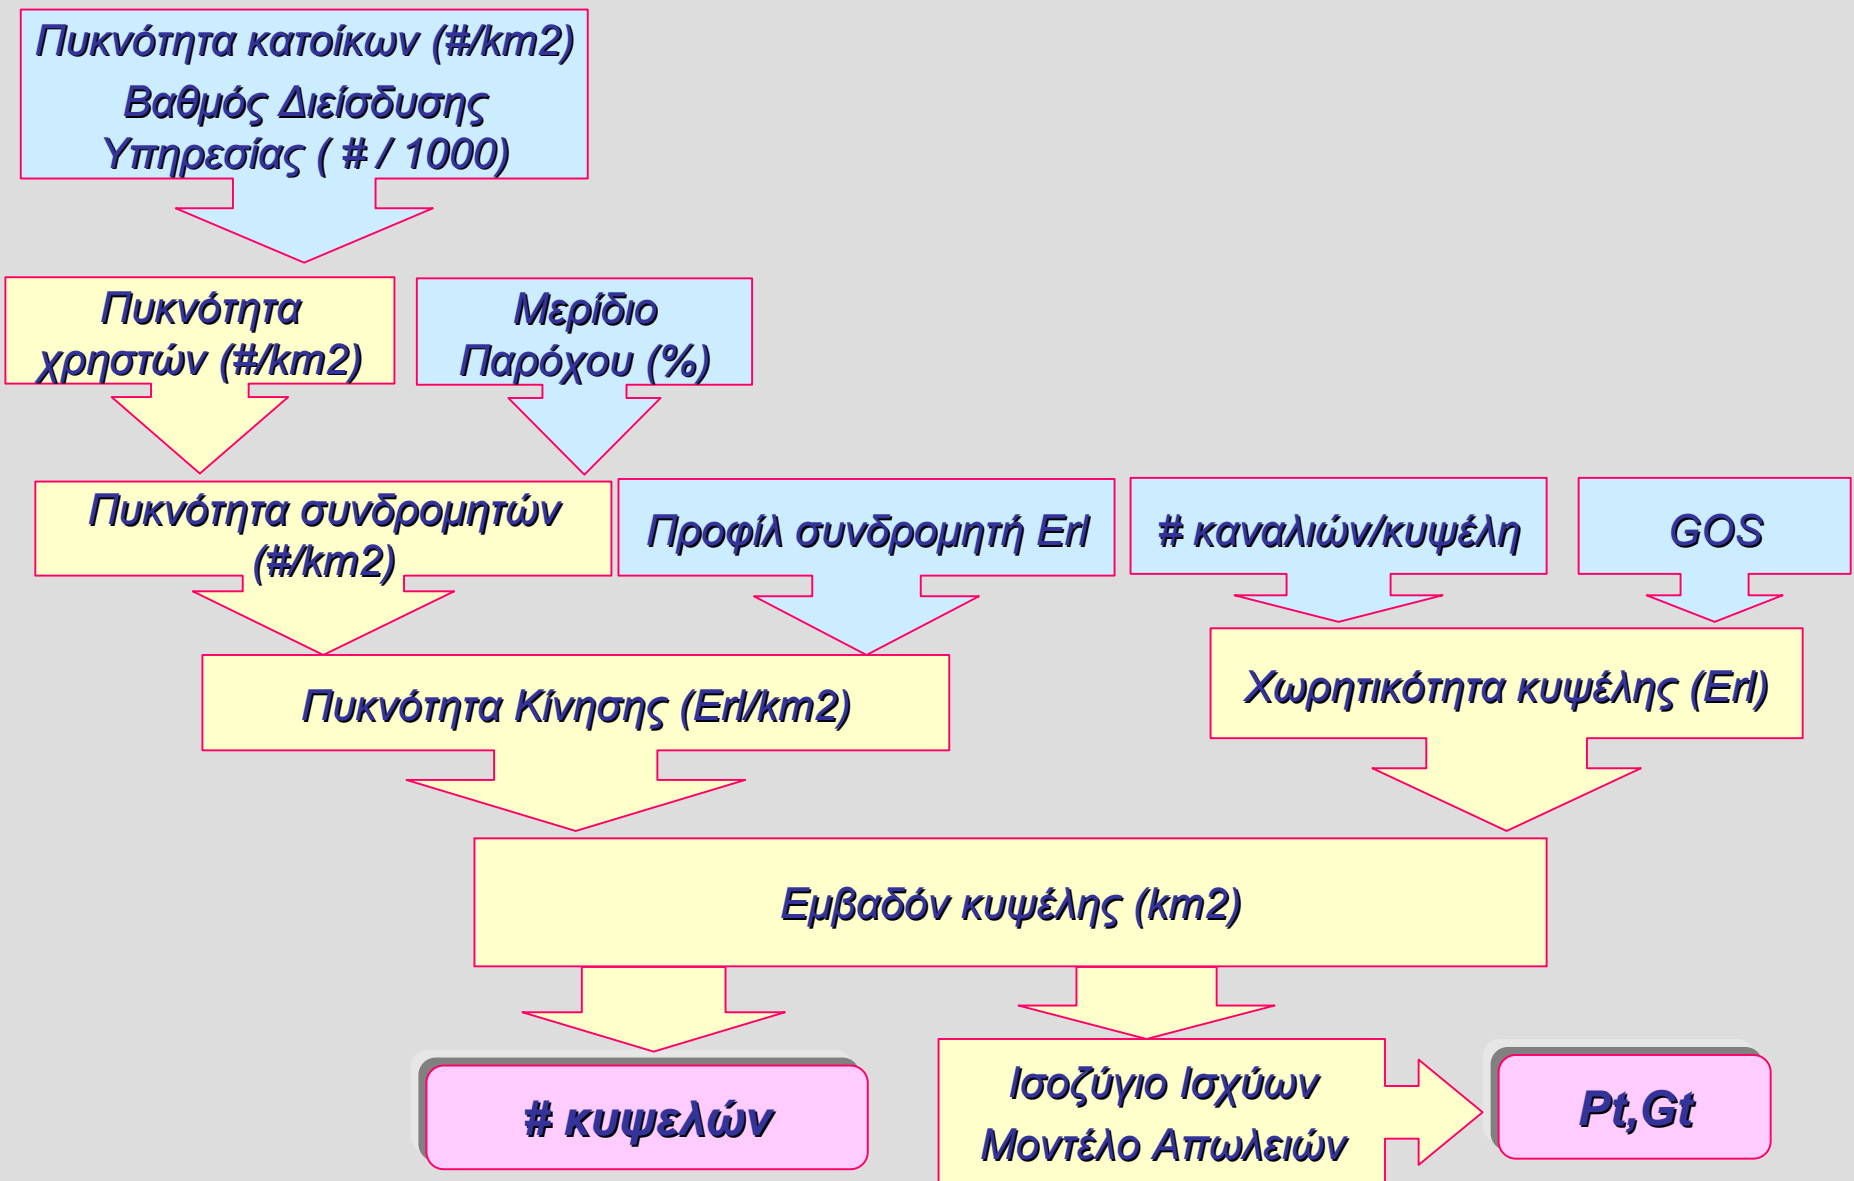 Πυκνότητα κατοίκων (#/km2)
Βαθμός Διείσδυσης
Υπηρεσίας ( # / 1000)
Πυκνότητα
χρηστών (#/km2)
Μερίδιο
Παρόχου (%)
Πυκνότητα συνδρομητών
(#/km2)
Προφίλ συνδρομητή Erl
# καναλιών/κυψέλη
GOS
Πυκνότητα Κίνησης (Erl/km2)
Χωρητικότητα κυψέλης (Erl)
Εμβαδόν κυψέλης (km2)
# κυψελών
Ισοζύγιο Ισχύων
Μοντέλο Απωλειών
Pt,Gt